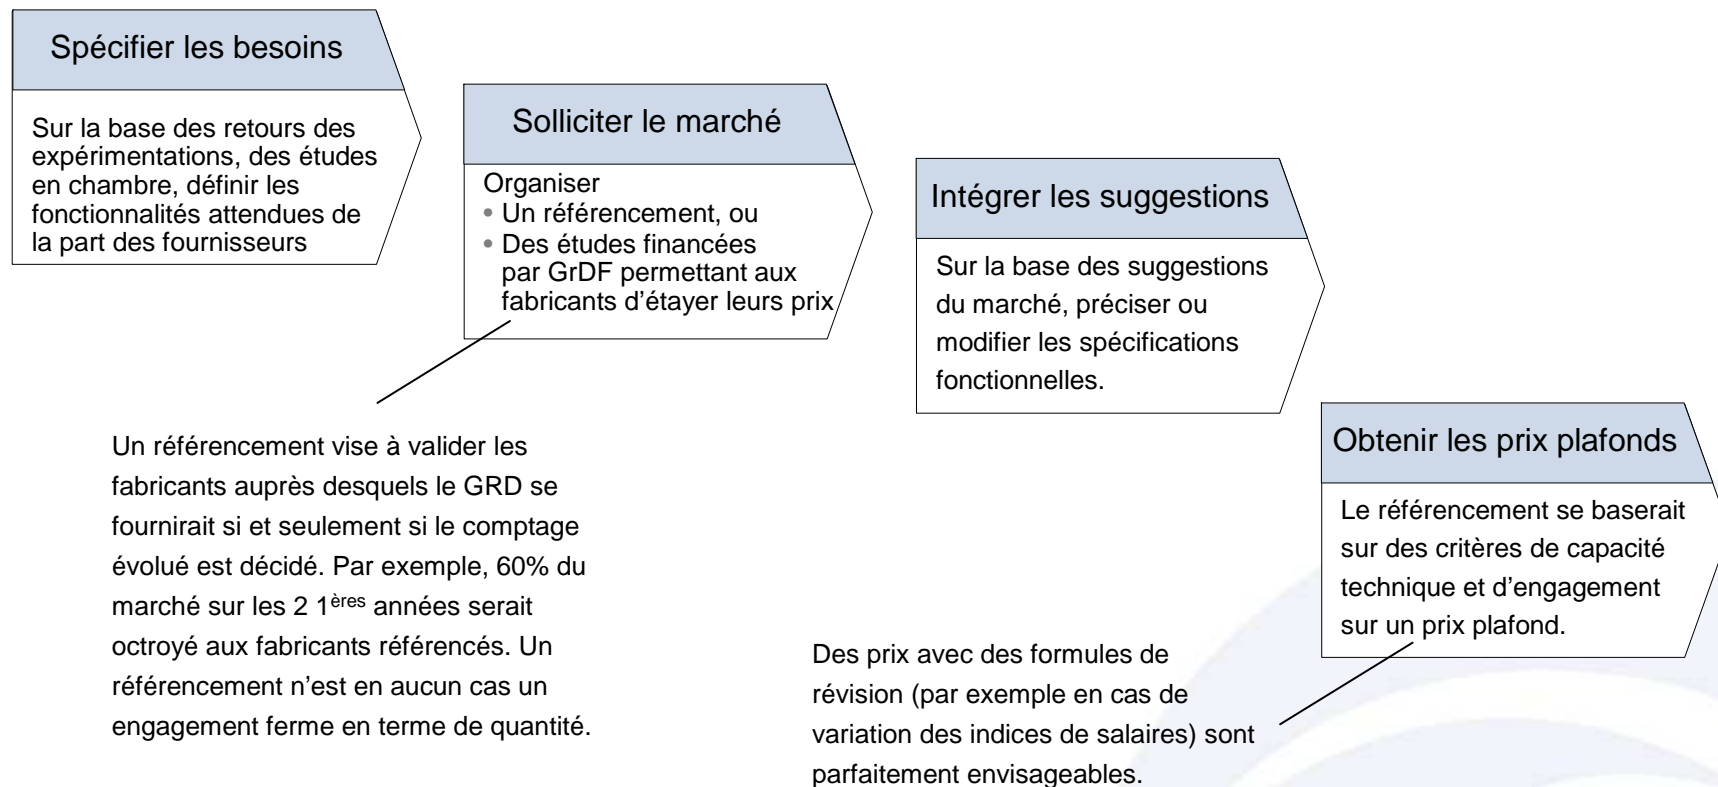 Spécifier les besoins
Sur la base des retours des
expérimentations, des études
en chambre, définir les
fonctionnalités attendues de
la part des fournisseurs
Solliciter le marché
Organiser
• Un référencement, ou
• Des études financées
par GrDF permettant aux
fabricants d’étayer leurs prix
Intégrer les suggestions
Sur la base des suggestions
du marché, préciser ou
modifier les spécifications
fonctionnelles.
Obtenir les prix plafonds
Le référencement se baserait
sur des critères de capacité
technique et d’engagement
sur un prix plafond.
Un référencement vise à valider les
fabricants auprès desquels le GRD se
fournirait si et seulement si le comptage
évolué est décidé. Par exemple, 60% du
marché sur les 2 1ères années serait
octroyé aux fabricants référencés. Un
référencement n’est en aucun cas un
engagement ferme en terme de quantité.
Des prix avec des formules de
révision (par exemple en cas de
variation des indices de salaires) sont
parfaitement envisageables.